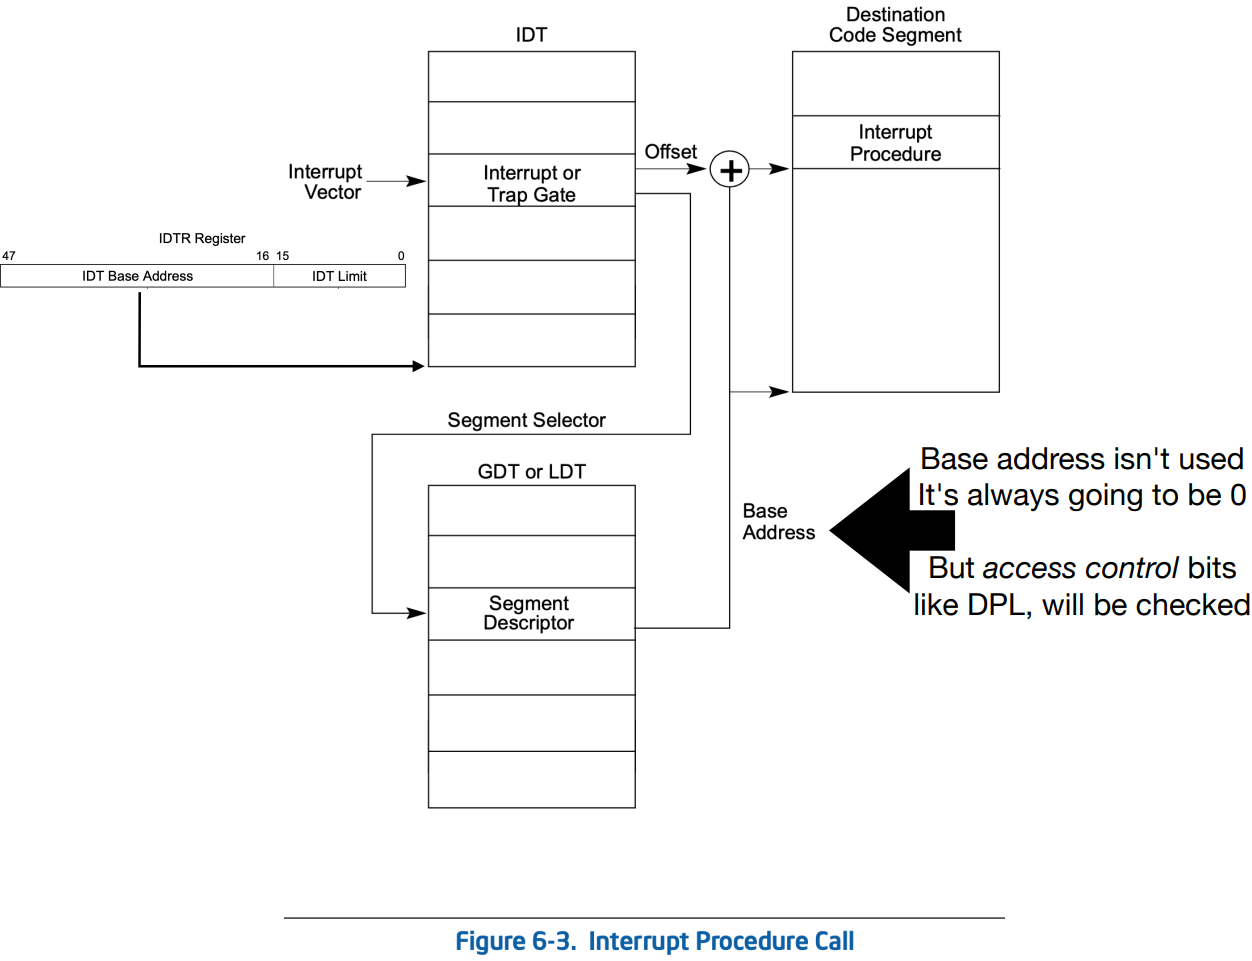 Destination
Code Segment
IDT
Interrupt
Procedure
Offset
+
Interrupt
Vector
Interrupt or
Trap Gate
IDTR Register
47
16 15
0
IDT Base Address
IDT Limit
Segment Selector
GDT or LDT
Segment
Descriptor
Base
Address
Base address isn't used
It's always going to be 0
But access control bits
like DPL, will be checked
Figure 6-3. Interrupt Procedure Call